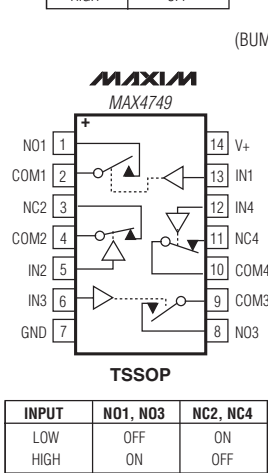 HIGH OFF
(BUM
MAXIM
MAX4749
+
NO1 1
COM1 2
NC2 3
COM2 4
IN2 5
IN3 6
GND 7
14 V+
13 IN1
12 IN4
11 NC4
10 COM4
9 COM3
8 NO3
TSSOP
INPUT NO1, NO3 NC2, NC4
LOW OFF ON
HIGH ON OFF